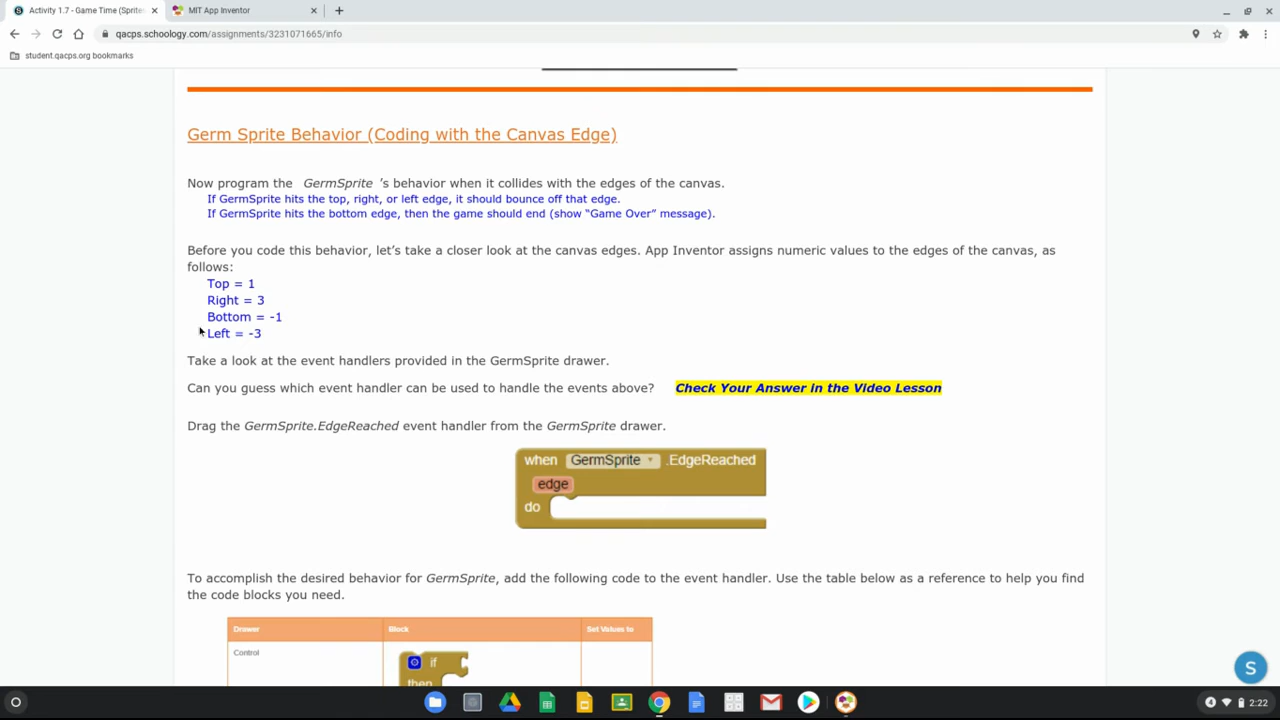 Activity 1.7 - Game Time (Sprites
MIT App Inventor
qacps.schoology.com/assignments/3231071665/info
student.qacps.org bookmarks
Germ Sprite Behavior (Coding with the Canvas Edge)
Now program the GermSprite 's behavior when it collides with the edges of the canvas.
If GermSprite hits the top, right, or left edge, it should bounce off that edge.
If GermSprite hits the bottom edge, then the game should end (show “Game Over” message).
Before you code this behavior, let’s take a closer look at the canvas edges. App Inventor assigns numeric values to the edges of the canvas, as
follows:
Top = 1
Right = 3
Bottom = -1
Left = -3
Take a look at the event handlers provided in the GermSprite drawer.
Can you guess which event handler can be used to handle the events above? Check Your Answer in the Video Lesson
Drag the GermSprite.EdgeReached event handler from the GermSprite drawer.
when GermSprite .EdgeReached
edge
do
To accomplish the desired behavior for GermSprite, add the following code to the event handler. Use the table below as a reference to help you find
the code blocks you need.
Drawer Block Set Values to
Control if
then
S
2:22